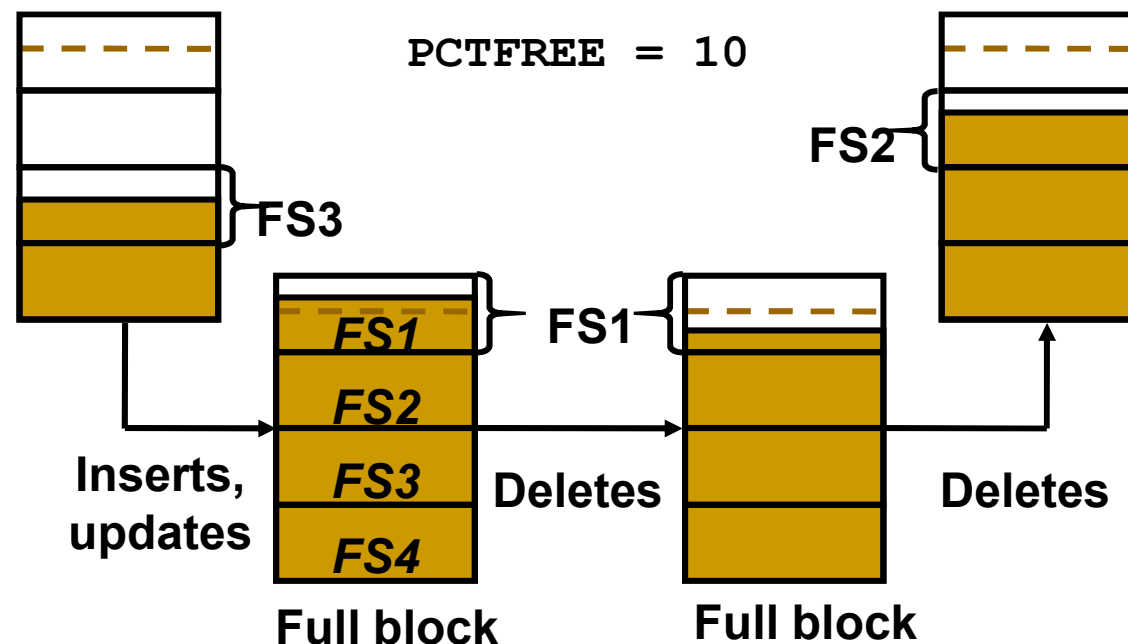 PCTFREE = 10
FS2
FS3
FS1
FS1
FS2
FS3
FS4
Inserts,
updates
Deletes
Deletes
Full block
Full block